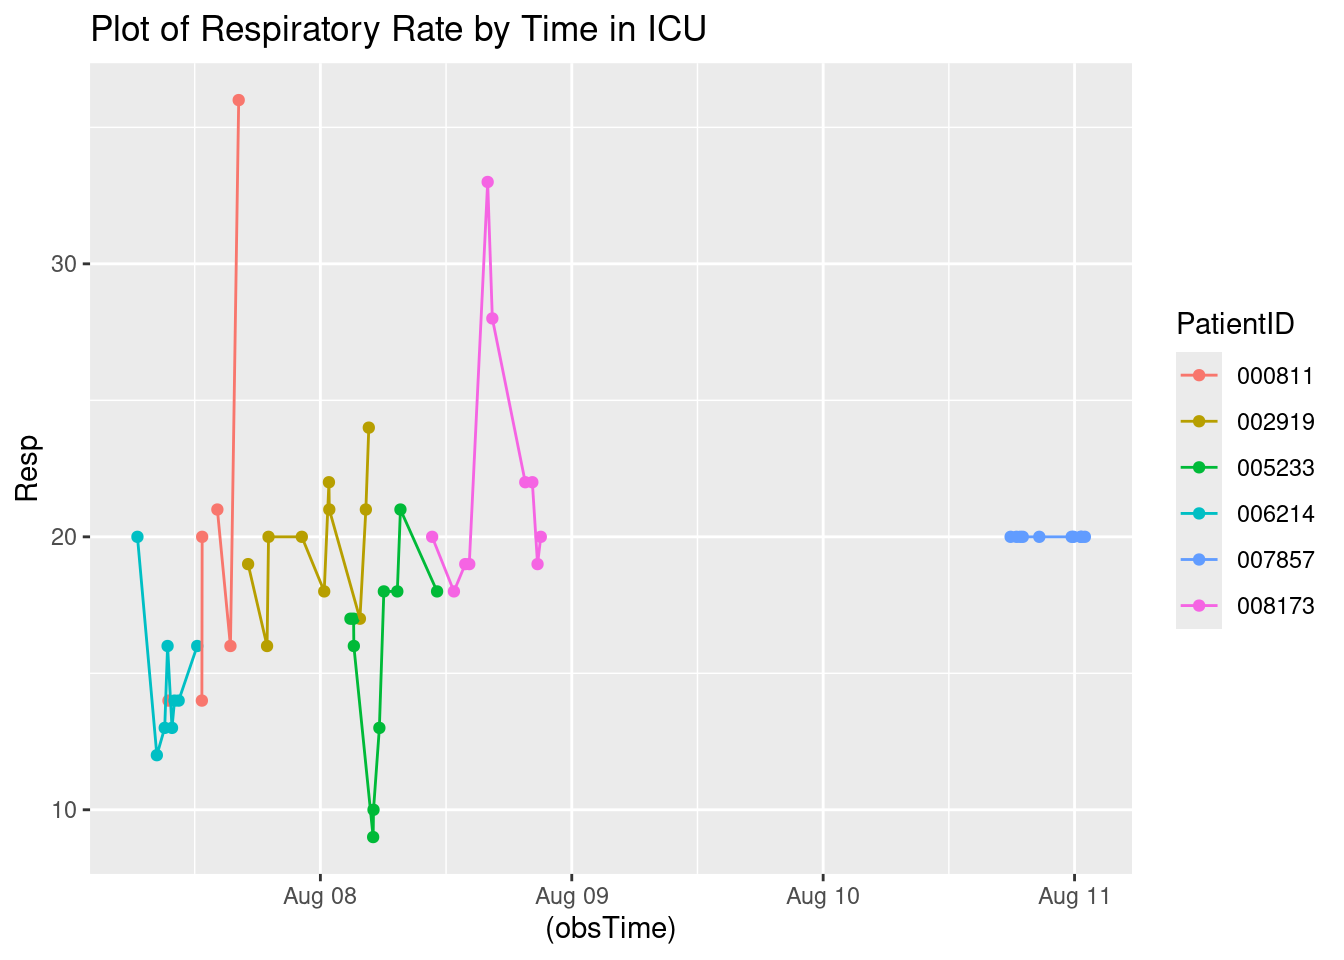 Plot of Respiratory Rate by Time in ICU
Resp
30
20
10
Aug 08
Aug 09
Aug 10
Aug 11
(obsTime)
PatientID
000811
002919
005233
006214
007857
008173